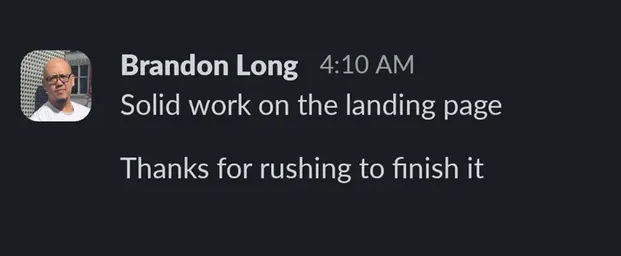 Brandon Long 4:10 AM
Solid work on the landing page
Thanks for rushing to finish it